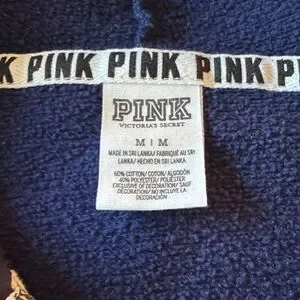 K PINK PINK PINK P
PINK
VICTORIA'S SECRET
M | M
MADE IN SRI LANKA/ FABRIQUÉ AU SRI
LANKA/ HECHO EN SRI LANKA
60% COTTON/ COTON/ ALGODÓN
40% POLYESTER/ POLIÉSTER
EXCLUSIVE OF DECORATION/ SAUF
DÉCORATION/ NO INCLUYE LA
DECORACIÓN